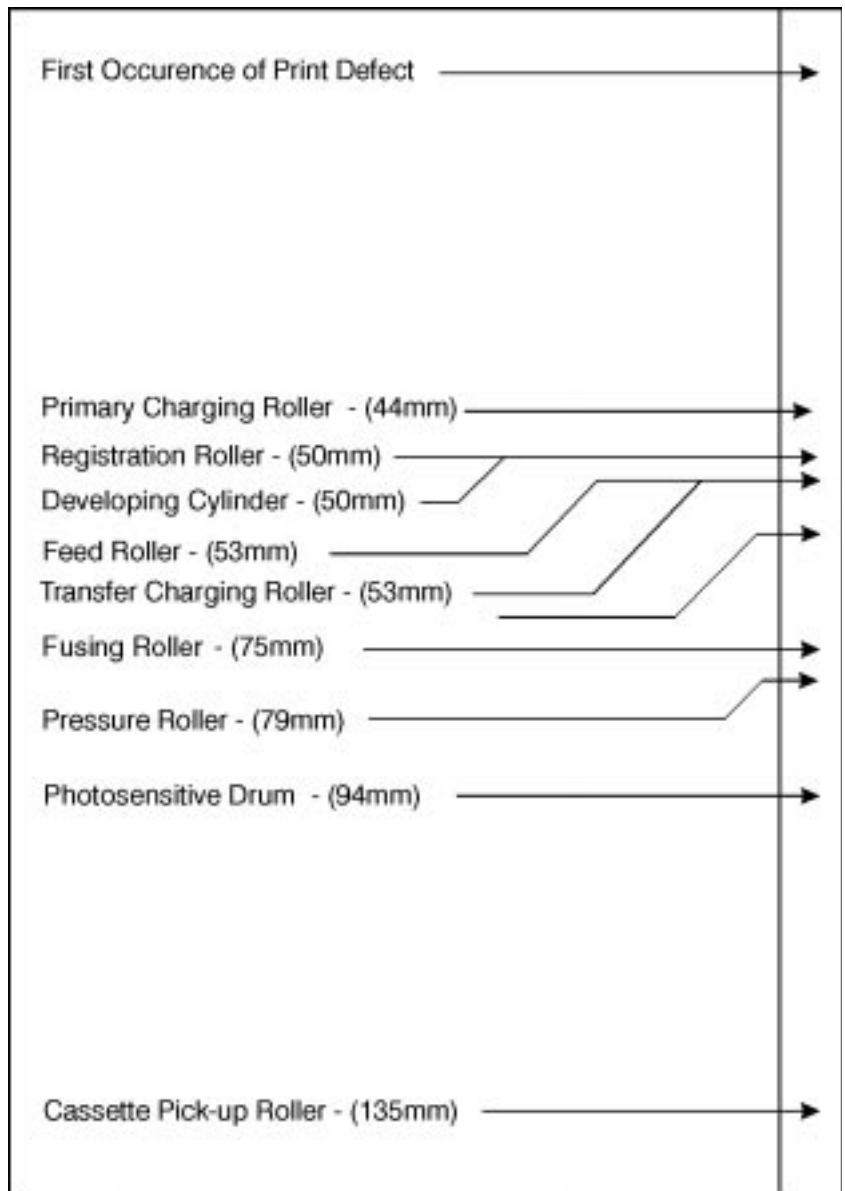 First Occurence of Print Defect
Primary Charging Roller - (44mm)
Registration Roller - (50mm)
Developing Cylinder - (50mm)
Feed Roller - (53mm)
Transfer Charging Roller - (53mm)
Fusing Roller - (75mm)
Pressure Roller - (79mm)
Photosensitive Drum - (94mm)
Cassette Pick-up Roller - (135mm)